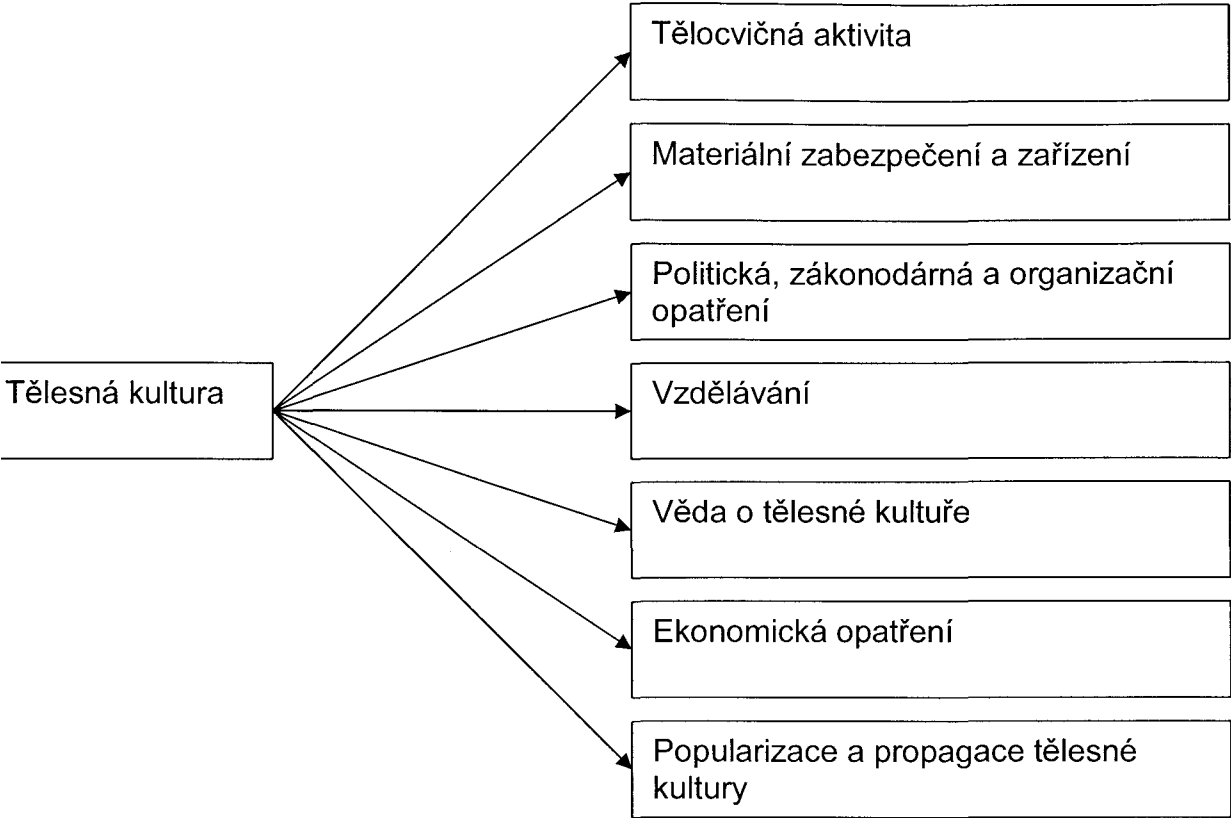 Tělocvičná aktivita
Materiální zabezpečení a zařízení
Politická, zákonodárná a organizační
opatření
Tělesná kultura
Vzdělávání
Věda o tělesné kultuře
Ekonomická opatření
Popularizace a propagace tělesné
kultury